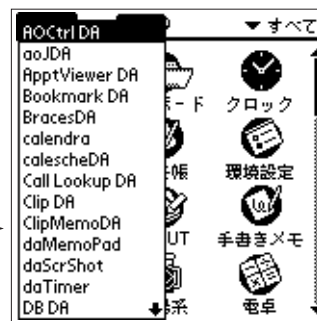 AOCtrl DA
aoJDA
ApptViewer DA
Bookmark DA
BracesDA
calendra
calescheDA
Call Lookup DA
Clip DA
ClipMemoDA
daMemoPad
daScrShot
daTimer
DB DA
すべて
ード
クロック
帳
環境設定
UT
手書きメモ
系
電卓